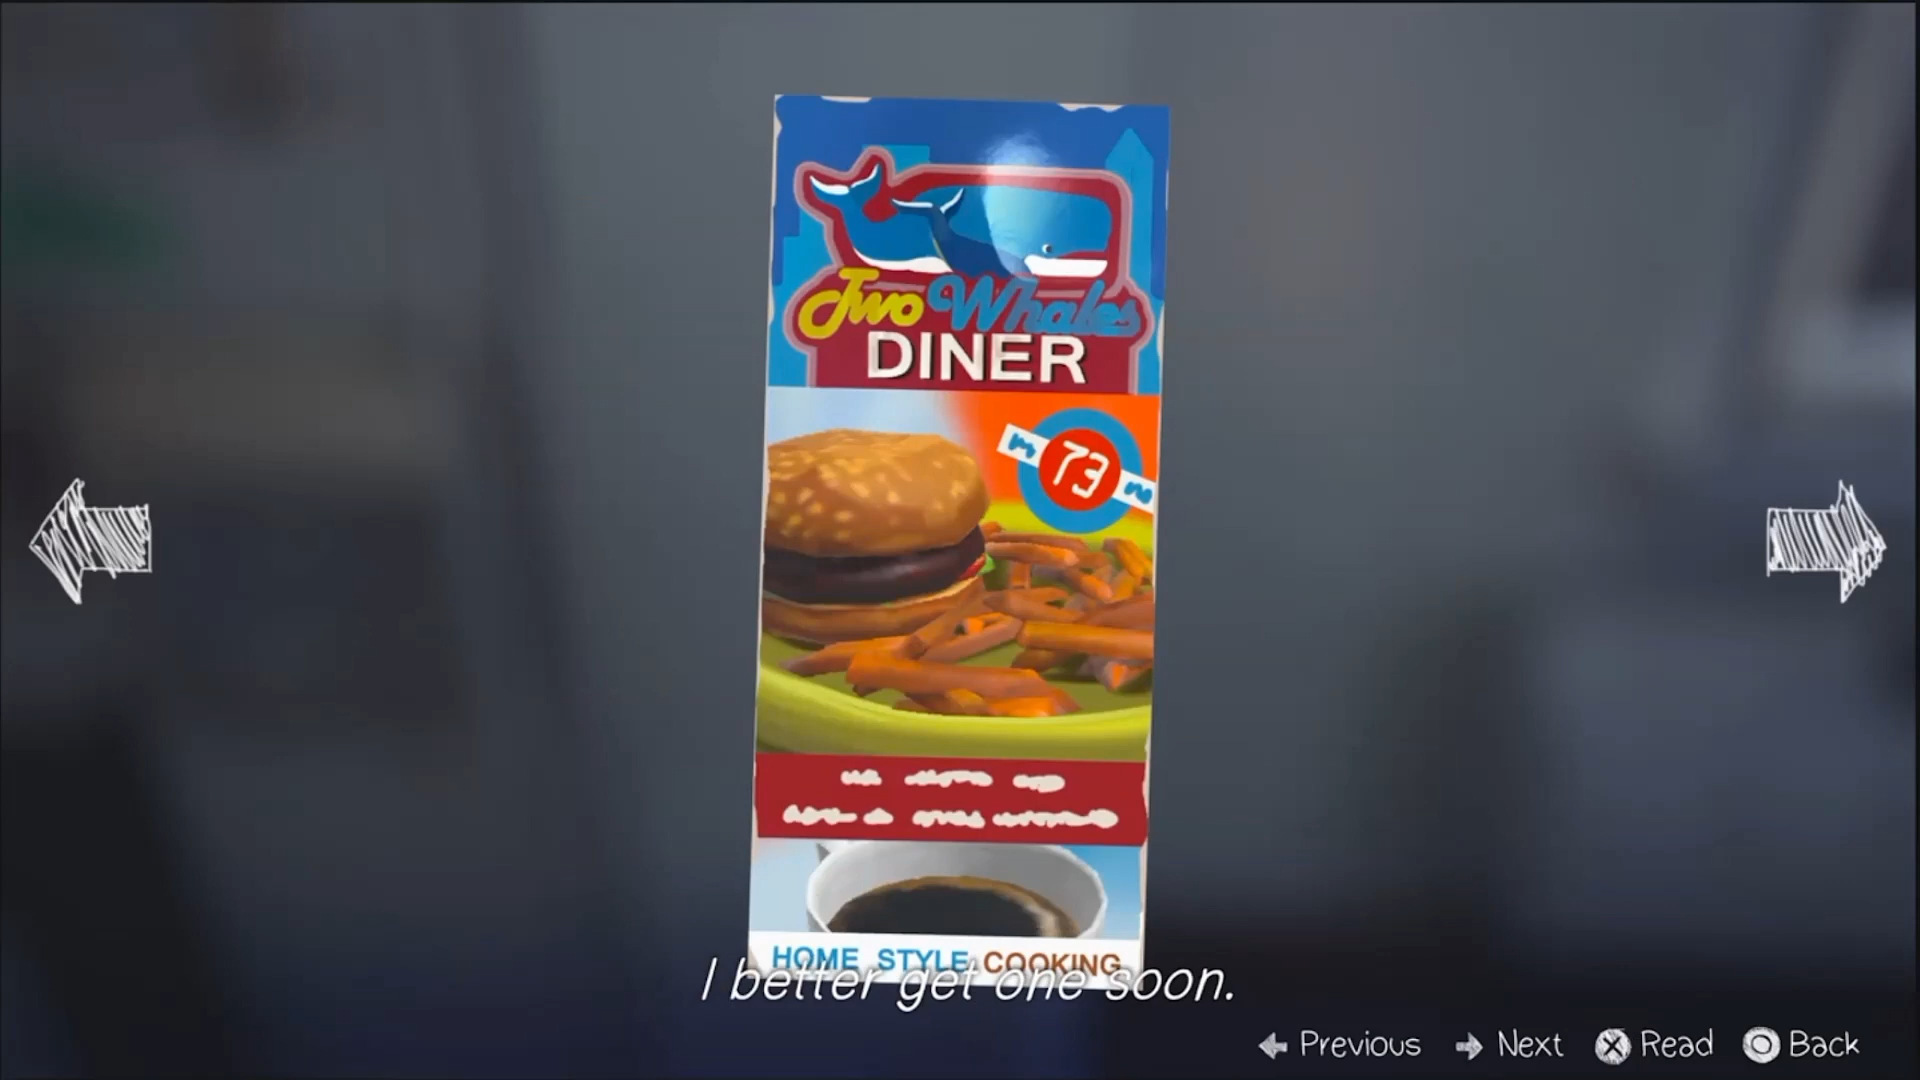 Two Whales
DINER
73
HOME STYLE COOKING
I better get one soon.
Previous
Next
Read
Back